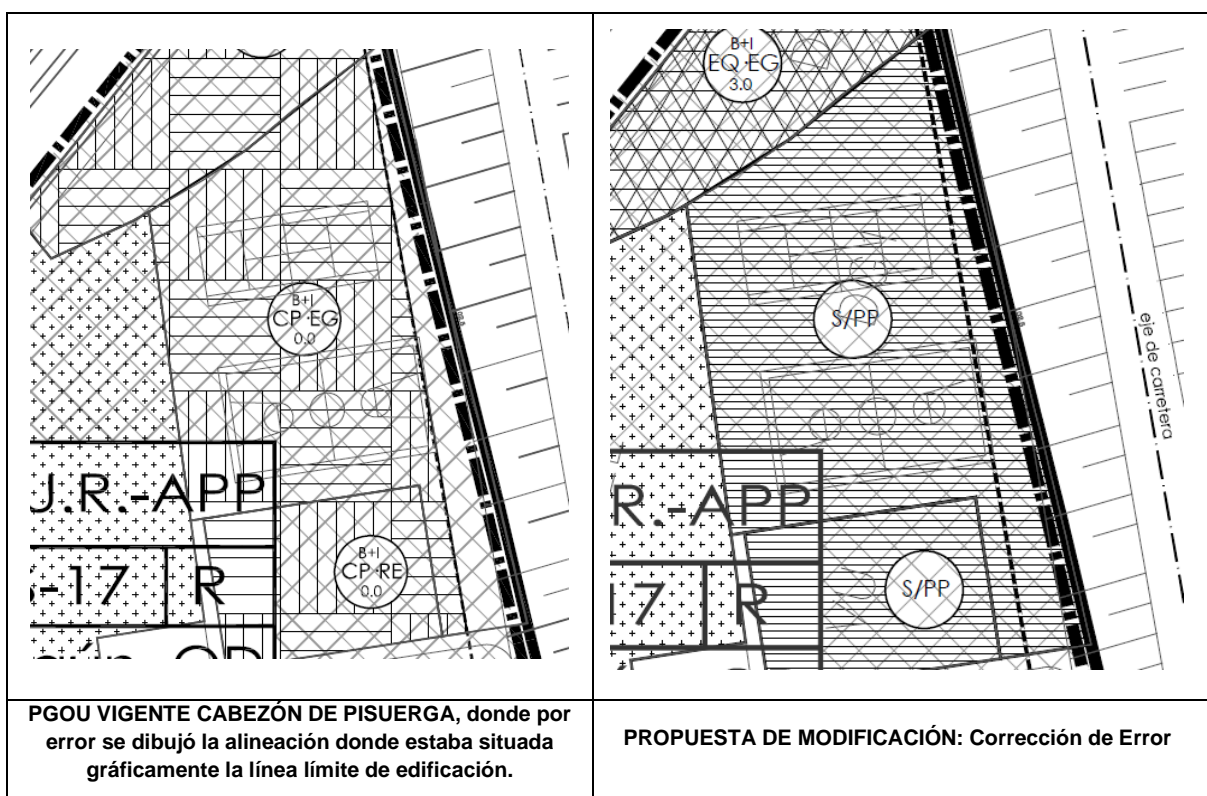 B+I
CP·EG
0.0
J.R.-APP
-17 R
B+I
CP·RE
0.0
B+I
EQ·EG
3.0
S/PP
eje de carretera
R.-APP
17 R
S/PP
PGOU VIGENTE CABEZÓN DE PISUERGA, donde por
error se dibujó la alineación donde estaba situada
gráficamente la línea límite de edificación.
PROPUESTA DE MODIFICACIÓN: Corrección de Error